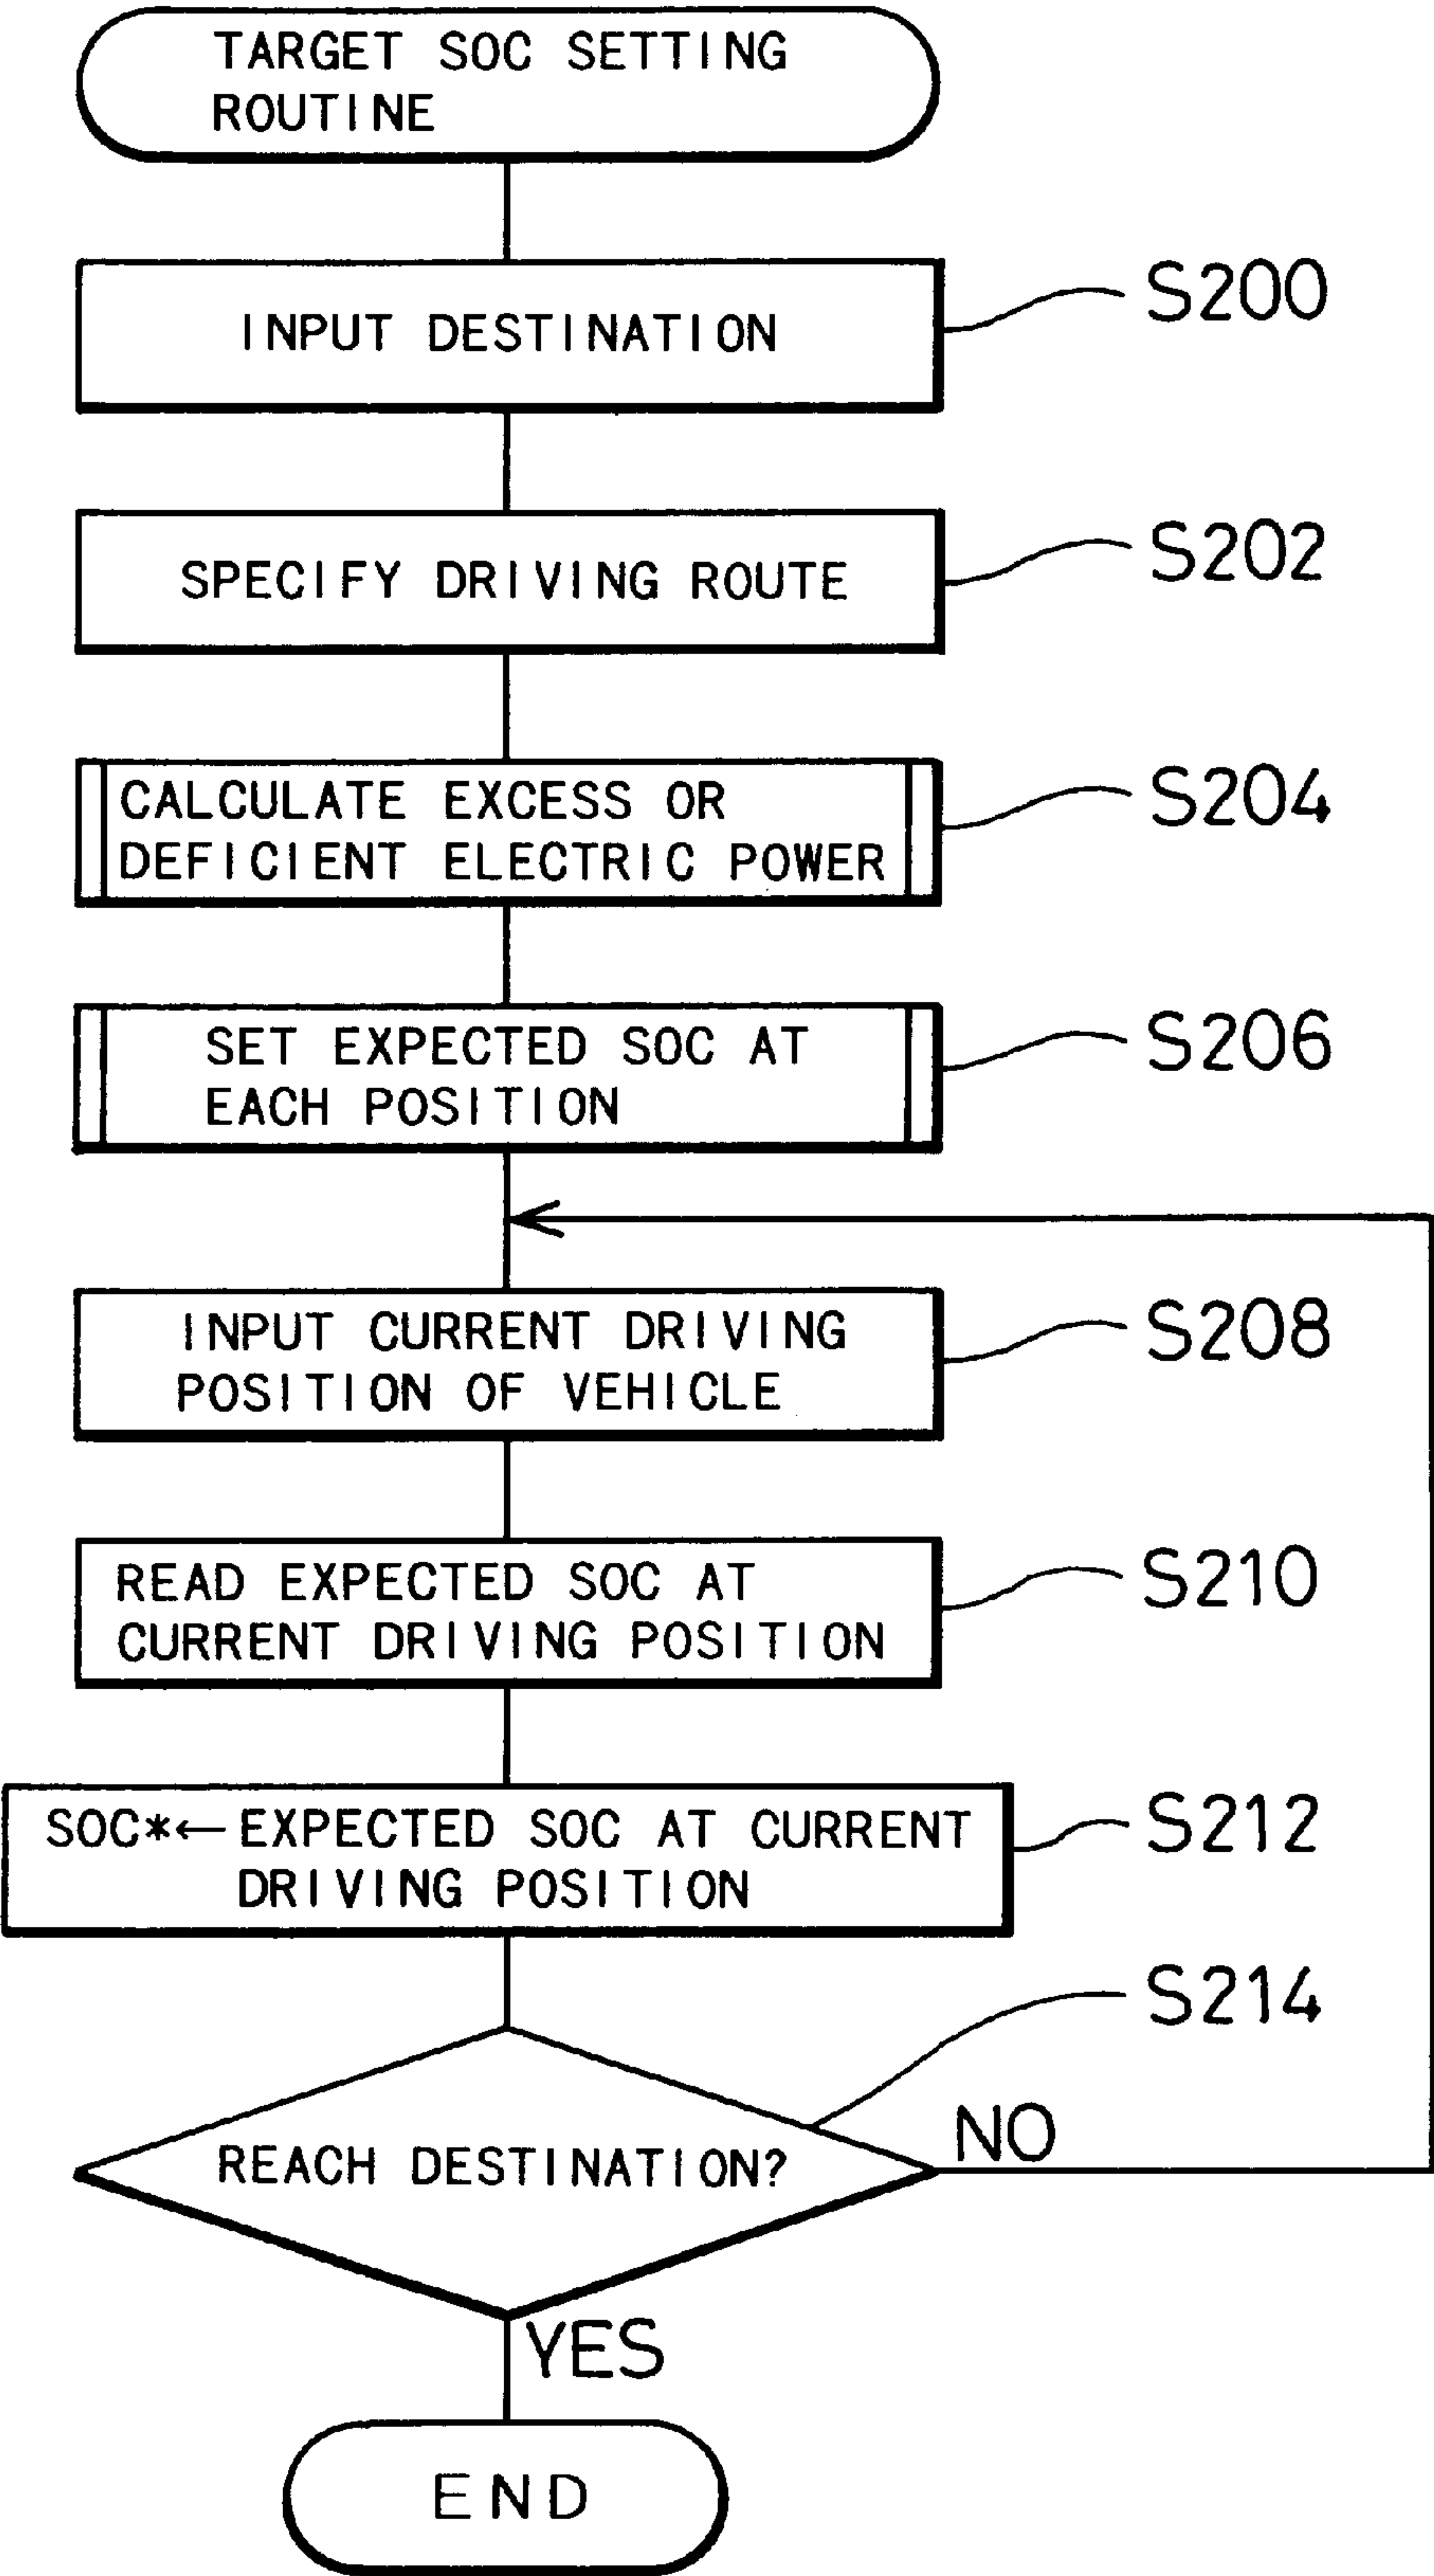 TARGET SOC SETTING
ROUTINE
INPUT DESTINATION
S200
SPECIFY DRIVING ROUTE
S202
CALCULATE EXCESS OR
DEFICIENT ELECTRIC POWER
S204
SET EXPECTED SOC AT
EACH POSITION
S206
INPUT CURRENT DRIVING
POSITION OF VEHICLE
S208
READ EXPECTED SOC AT
CURRENT DRIVING POSITION
S210
SOC*←EXPECTED SOC AT CURRENT
DRIVING POSITION
S212
S214
REACH DESTINATION?
NO
YES
END